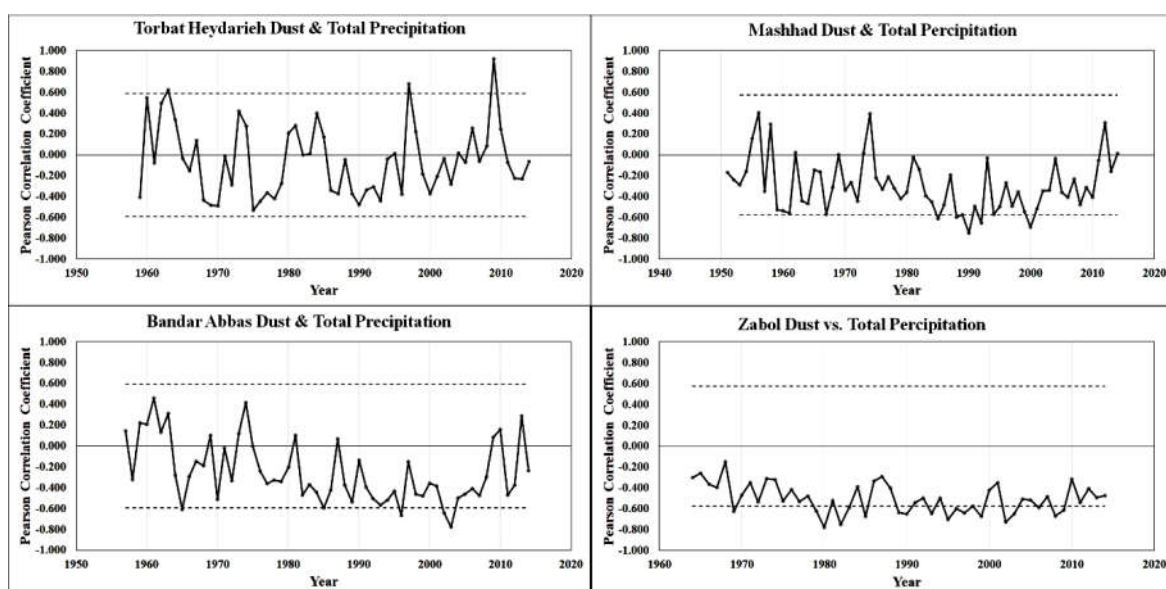 Torbat Heydarieh Dust & Total Precipitation
Pearson Correlation Coefficient
1.000
0.800
0.600
0.400
0.200
0.000
-0.200
-0.400
-0.600
-0.800
-1.000
1950 1960 1970 1980 1990 2000 2010 2020
Year
Mashhad Dust & Total Percipitation
Pearson Correlation Coefficient
1.000
0.800
0.600
0.400
0.200
0.000
-0.200
-0.400
-0.600
-0.800
-1.000
1940 1950 1960 1970 1980 1990 2000 2010 2020
Year
Bandar Abbas Dust & Total Precipitation
Pearson Correlation Coefficient
1.000
0.800
0.600
0.400
0.200
0.000
-0.200
-0.400
-0.600
-0.800
-1.000
1950 1960 1970 1980 1990 2000 2010 2020
Year
Zabol Dust vs. Total Percipitation
Pearson Correlation Coefficient
1.000
0.800
0.600
0.400
0.200
0.000
-0.200
-0.400
-0.600
-0.800
-1.000
1960 1970 1980 1990 2000 2010 2020
Year